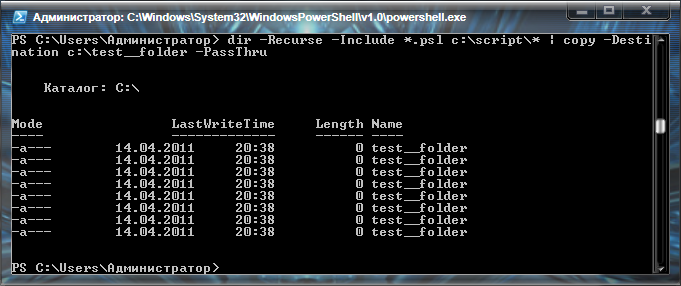 Администратор: C:\Windows\System32\WindowsPowerShell\v1.0\powershell.exe
PS C:\Users\Администратор> dir -Recurse -Include *.psl c:\script\* | copy -Desti
nation c:\test__folder -PassThru
Каталог: C:\
Mode LastWriteTime Length Name
---- ------------- ------ ----
-a--- 14.04.2011 20:38 0 test__folder
-a--- 14.04.2011 20:38 0 test__folder
-a--- 14.04.2011 20:38 0 test__folder
-a--- 14.04.2011 20:38 0 test__folder
-a--- 14.04.2011 20:38 0 test__folder
-a--- 14.04.2011 20:38 0 test__folder
-a--- 14.04.2011 20:38 0 test__folder
-a--- 14.04.2011 20:38 0 test__folder
PS C:\Users\Администратор>